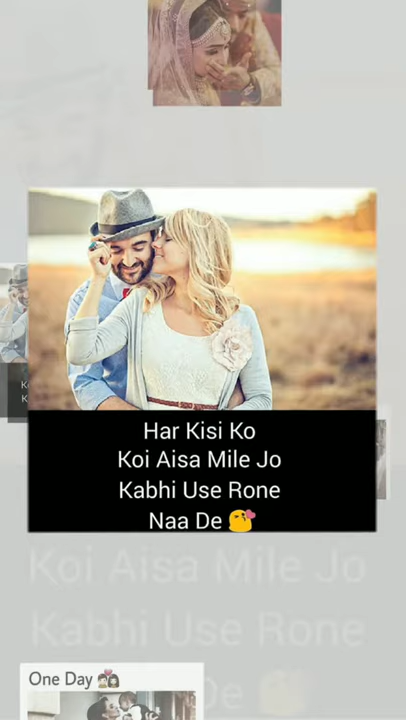 Har Kisi Ko
Koi Aisa Mile Jo
Kabhi Use Rone
Naa De 😘
Koi Aisa Mile Jo
Kabhi Use Rone
De
One Day 💏